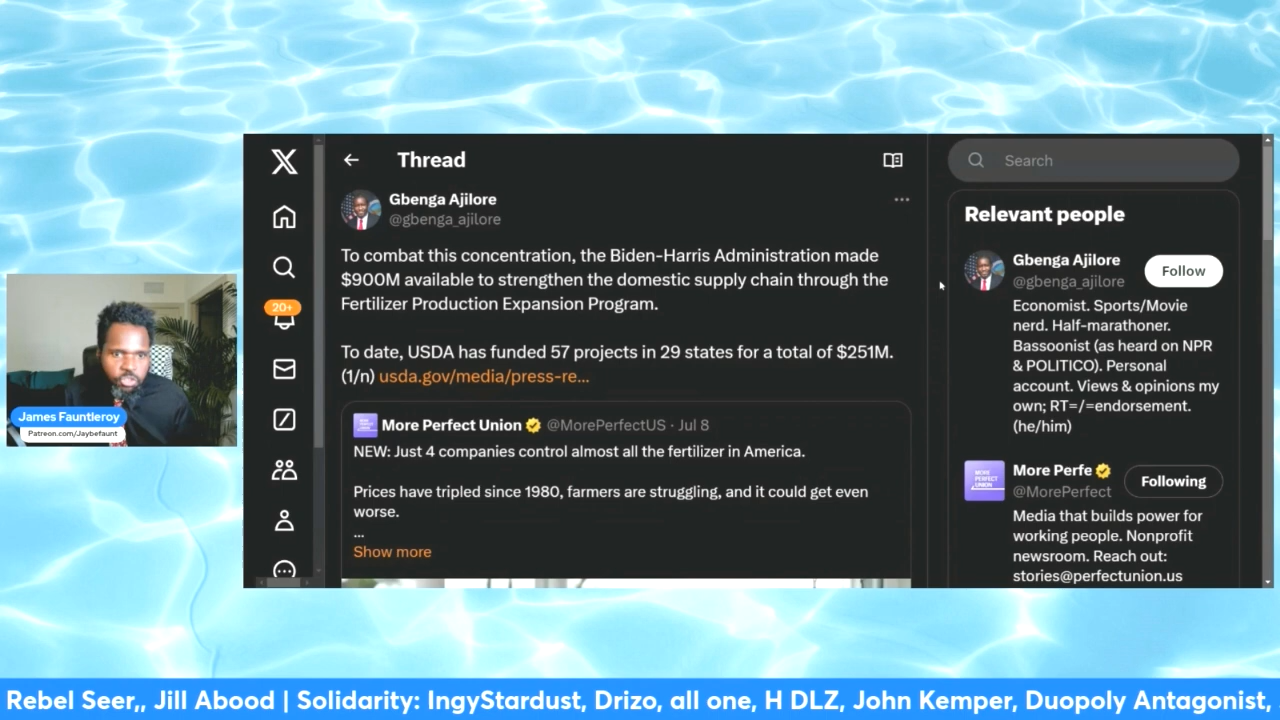 Thread
Search
Gbenga Ajilore
@gbenga_ajilore
To combat this concentration, the Biden-Harris Administration made
$900M available to strengthen the domestic supply chain through the
Fertilizer Production Expansion Program.
To date, USDA has funded 57 projects in 29 states for a total of $251M.
(1/n) usda.gov/media/press-re...
More Perfect Union @MorePerfectUS · Jul 8
NEW: Just 4 companies control almost all the fertilizer in America.
Prices have tripled since 1980, farmers are struggling, and it could get even
worse.
...
Show more
Relevant people
Gbenga Ajilore
@gbenga_ajilore
Follow
Economist. Sports/Movie
nerd. Half-marathoner.
Bassoonist (as heard on NPR
& POLITICO). Personal
account. Views & opinions my
own; RT=/=endorsement.
(he/him)
More Perfe
@MorePerfect
Following
Media that builds power for
working people. Nonprofit
newsroom. Reach out:
stories@perfectunion.us
20+
MORE
PERFECT
UNION
James Fauntleroy
Patreon.com/Jaybefaunt
Rebel Seer,, Jill Abood | Solidarity: IngyStardust, Drizo, all one, H DLZ, John Kemper, Duopoly Antagonist,